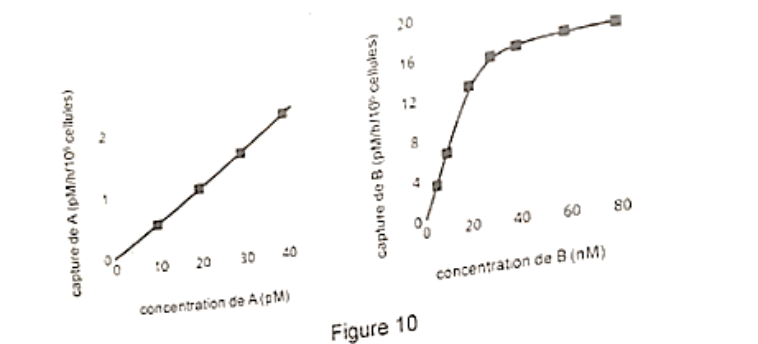 capture de A (pM/h/10⁶ cellules)
2
1
0
0 10 20 30 40
concentration de A (pM)
capture de B (pM/h/10⁶ cellules)
20
16
12
8
4
0
0 20 40 60 80
concentration de B (nM)
Figure 10